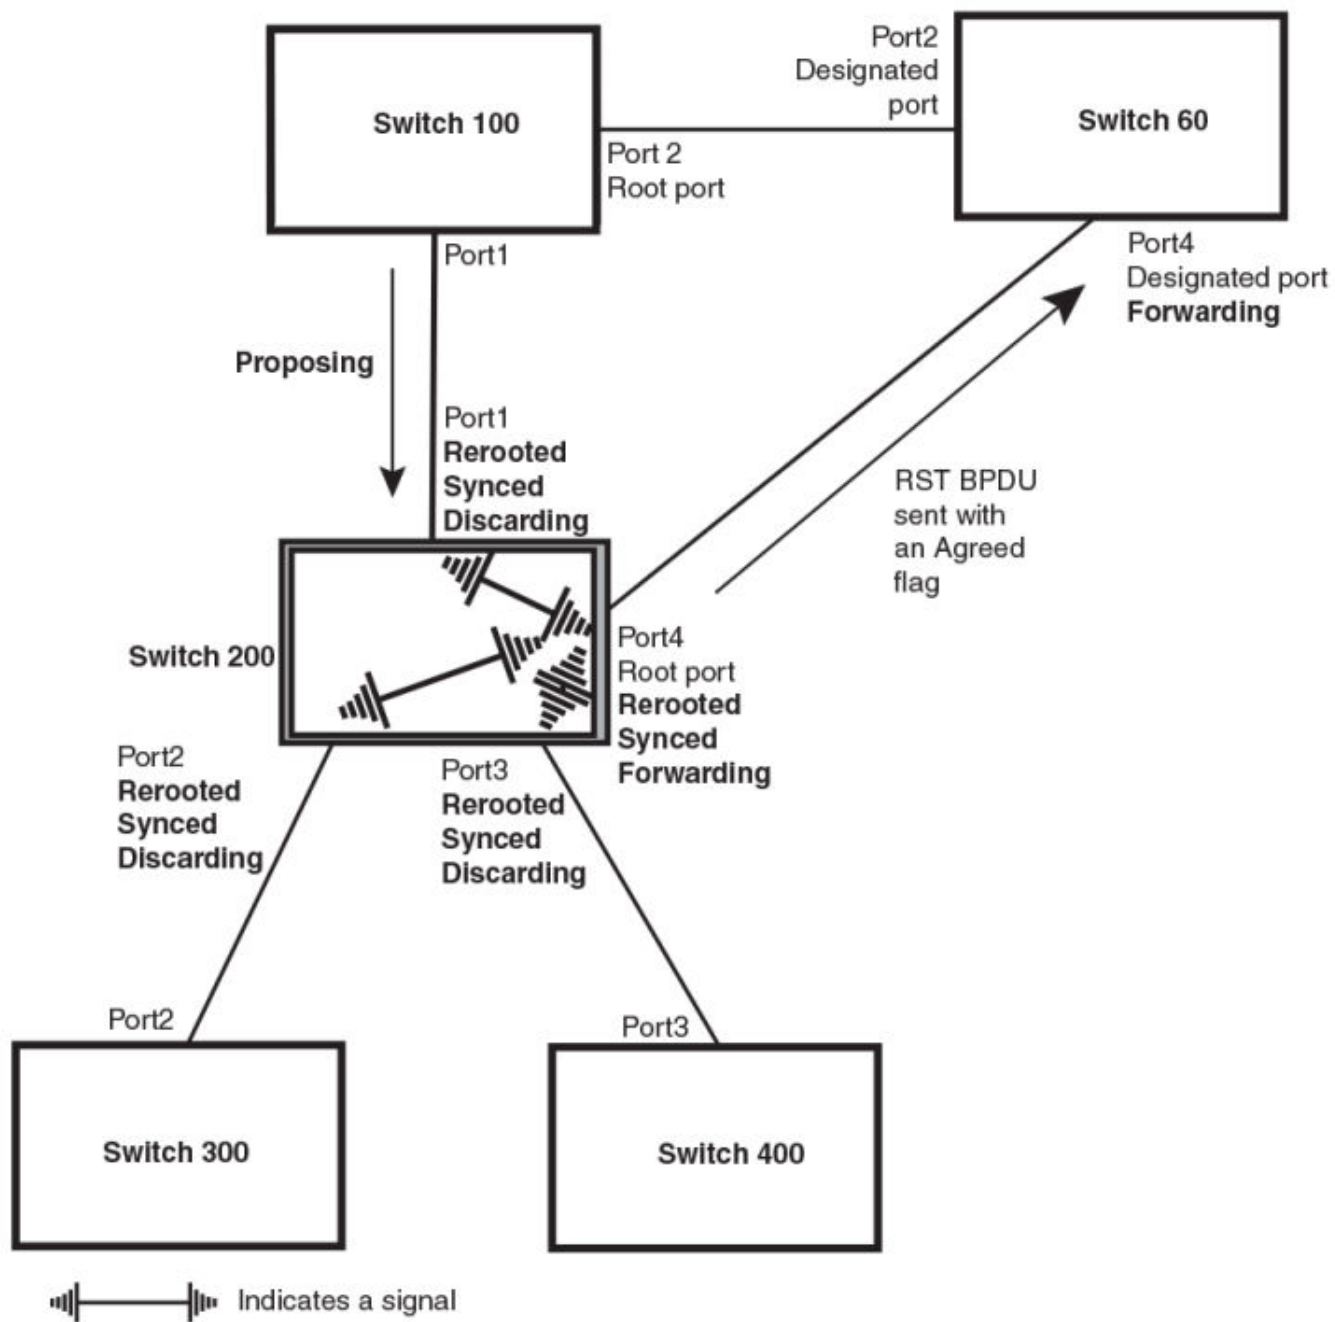 Port2
Designated
port
Switch 100
Switch 60
Port 2
Root port
Port1
Port4
Designated port
Forwarding
Proposing
Port1
Rerooted
Synced
Discarding
RST BPDU
sent with
an Agreed
flag
Switch 200
Port4
Root port
Rerooted
Synced
Forwarding
Port2
Rerooted
Synced
Discarding
Port3
Rerooted
Synced
Discarding
Port2
Port3
Switch 300
Switch 400
Indicates a signal